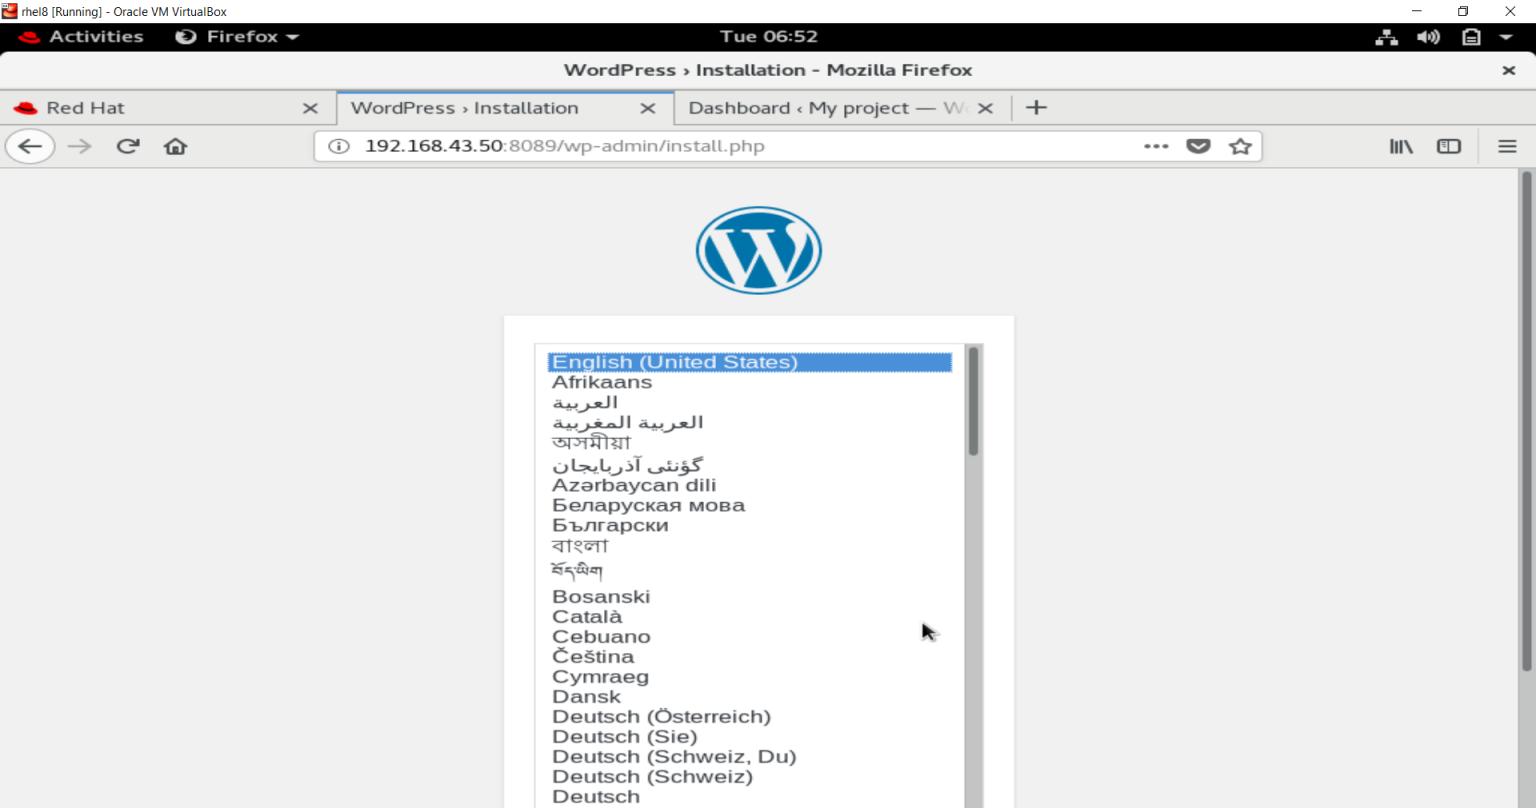 rhel8 [Running] - Oracle VM VirtualBox
Activities Firefox Tue 06:52
WordPress › Installation - Mozilla Firefox
Red Hat WordPress › Installation Dashboard ‹ My project —
192.168.43.50:8089/wp-admin/install.php
English (United States)
Afrikaans
العربية
العربية المغربية
অসমীয়া
گؤنئی آذربایجان
Azərbaycan dili
Беларуская мова
Български
বাংলা
བོད་ཡིག
Bosanski
Català
Cebuano
Čeština
Cymraeg
Dansk
Deutsch (Österreich)
Deutsch (Sie)
Deutsch (Schweiz, Du)
Deutsch (Schweiz)
Deutsch